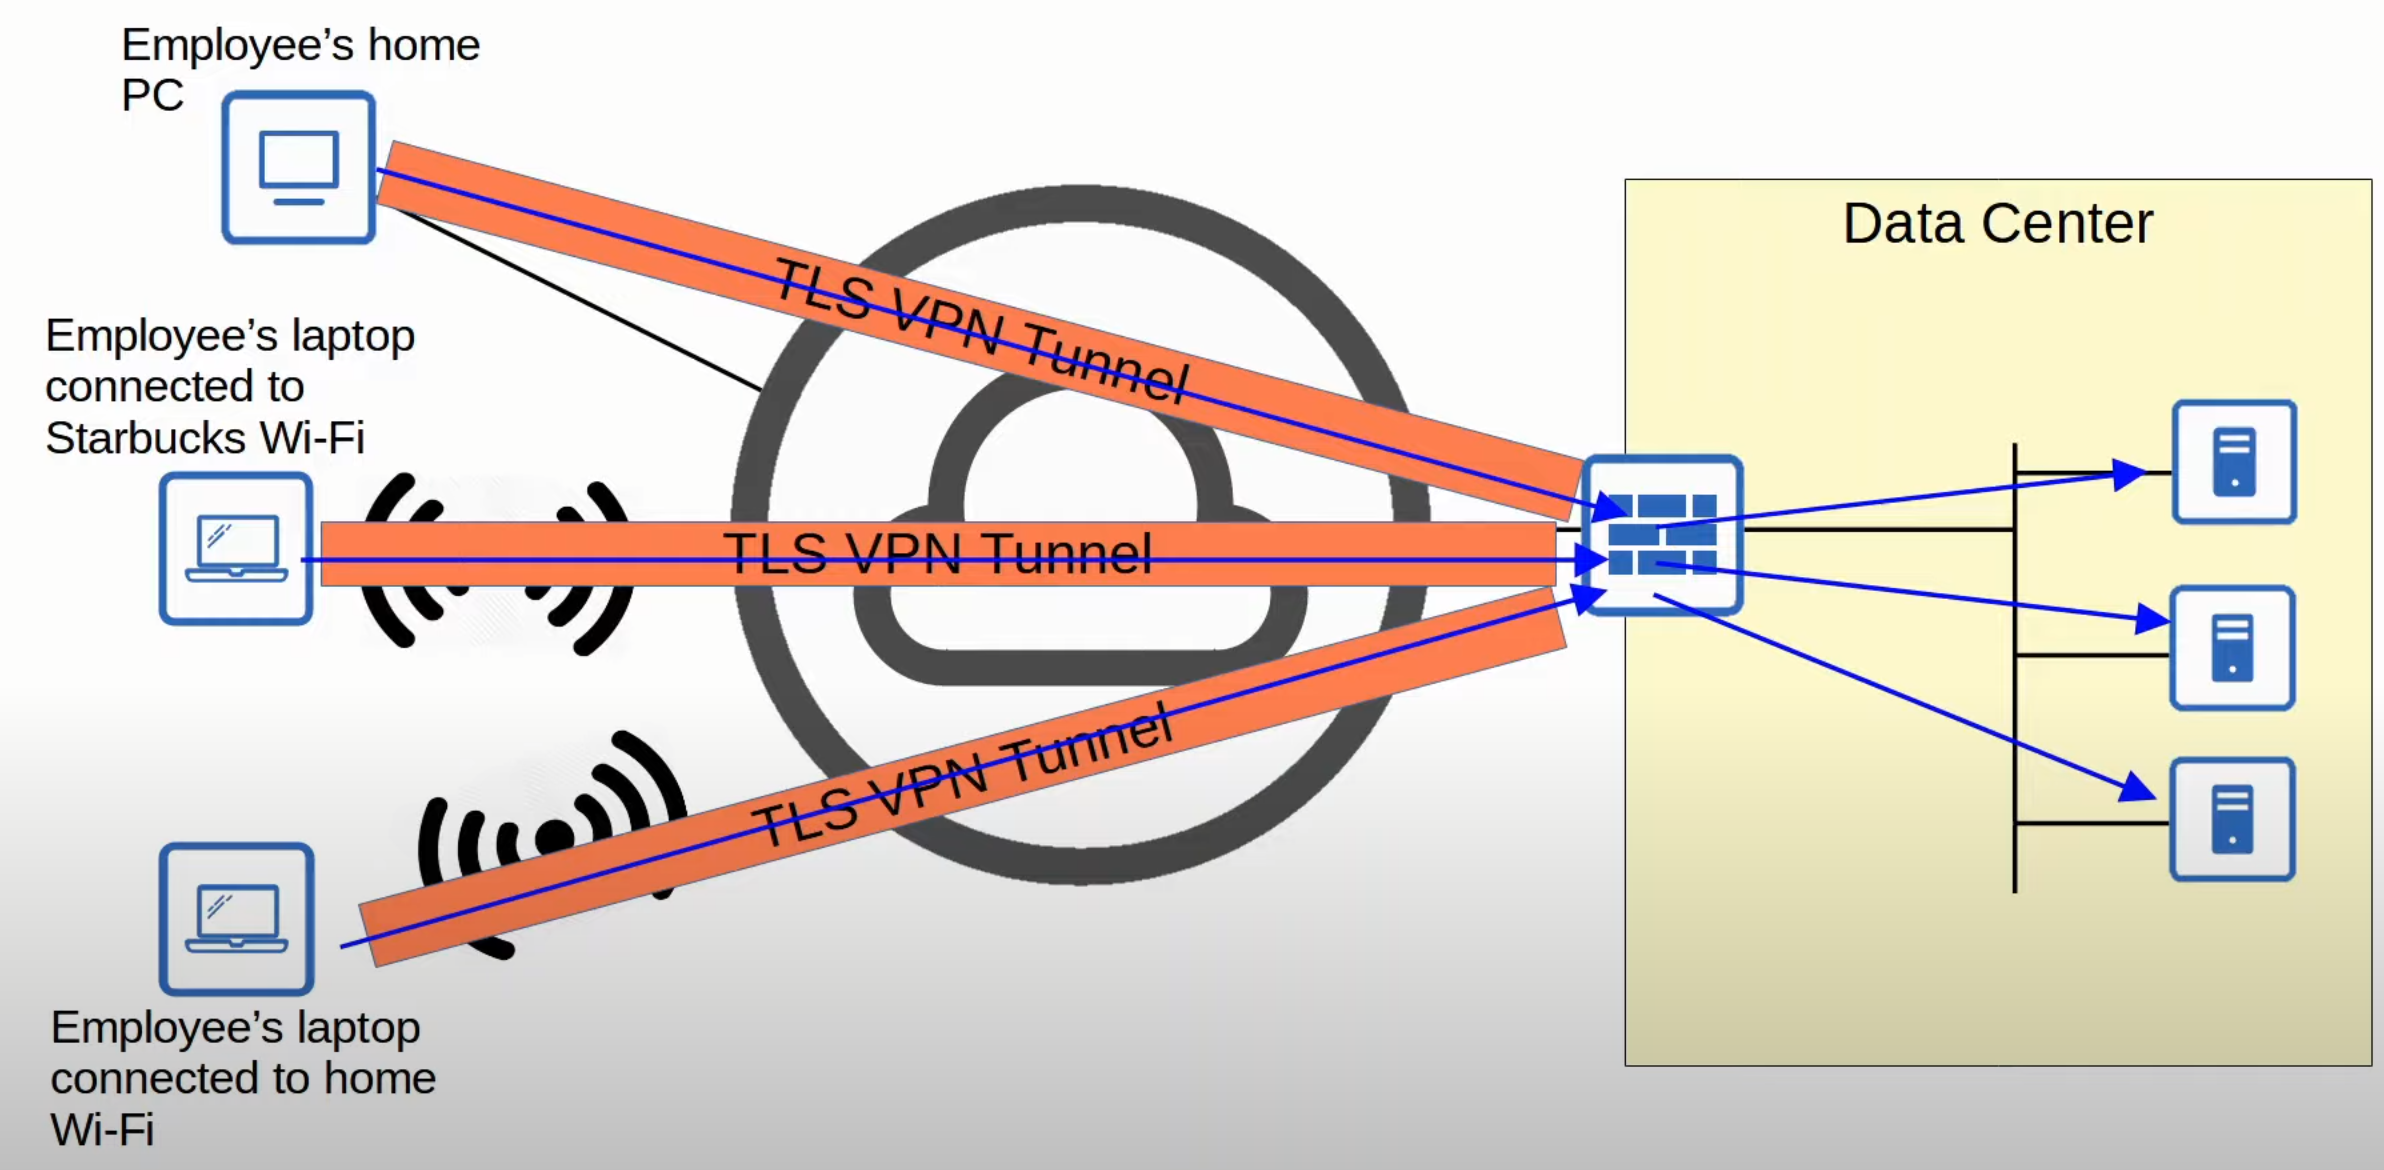 Employee’s home
PC
Data Center
TLS VPN Tunnel
Employee’s laptop
connected to
Starbucks Wi-Fi
TLS VPN Tunnel
TLS VPN Tunnel
Employee’s laptop
connected to home
Wi-Fi